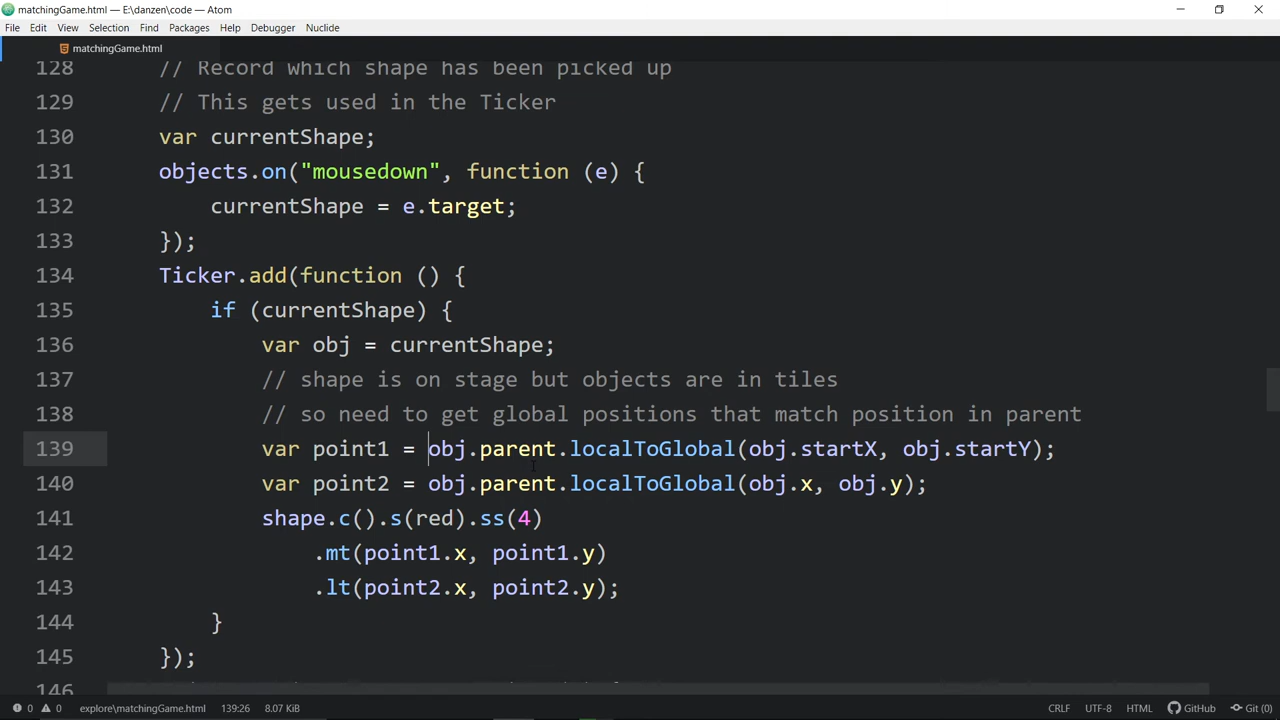 matchingGame.html — E:\danzen\code — Atom
File Edit View Selection Find Packages Help Debugger Nuclide
matchingGame.html
128 // Record which shape has been picked up
129 // This gets used in the Ticker
130 var currentShape;
131 objects.on("mousedown", function (e) {
132 currentShape = e.target;
133 });
134 Ticker.add(function () {
135 if (currentShape) {
136 var obj = currentShape;
137 // shape is on stage but objects are in tiles
138 // so need to get global positions that match position in parent
139 var point1 = obj.parent.localToGlobal(obj.startX, obj.startY);
140 var point2 = obj.parent.localToGlobal(obj.x, obj.y);
141 shape.c().s(red).ss(4)
142 .mt(point1.x, point1.y)
143 .lt(point2.x, point2.y);
144 }
145 });
146
0 0 explore\matchingGame.html 139:26 8.07 KiB CRLF UTF-8 HTML GitHub Git (0)